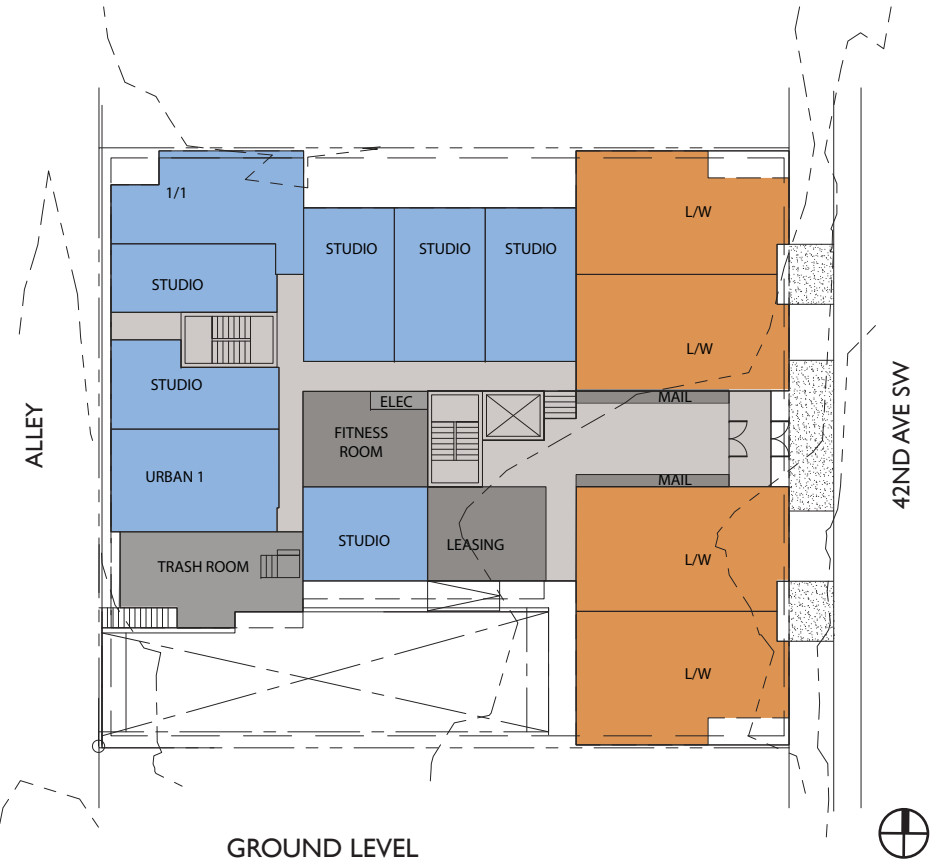 1/1
L/W
STUDIO
STUDIO
STUDIO
STUDIO
L/W
STUDIO
ELEC
MAIL
FITNESS
ROOM
ALLEY
42ND AVE SW
URBAN 1
MAIL
STUDIO
LEASING
L/W
TRASH ROOM
L/W
GROUND LEVEL